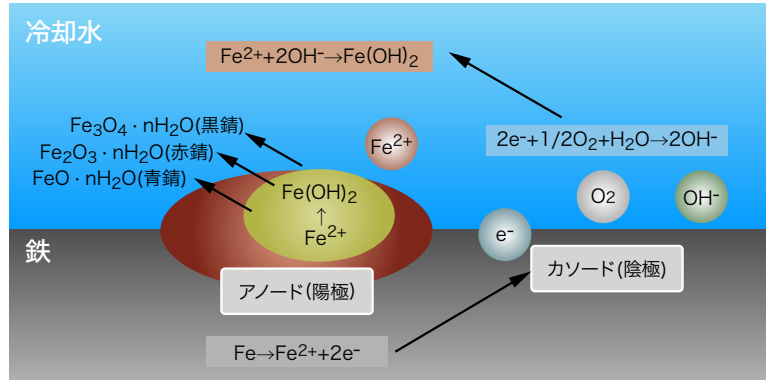 冷却水
Fe²⁺+2OH⁻→Fe(OH)₂
Fe₃O₄・nH₂O(黒錆)
Fe₂O₃・nH₂O(赤錆)
FeO・nH₂O(青錆)
Fe²⁺
2e⁻+1/2O₂+H₂O→2OH⁻
Fe(OH)₂
↑
Fe²⁺
O2
OH⁻
e⁻
鉄
アノード(陽極)
カソード(陰極)
Fe→Fe²⁺+2e⁻